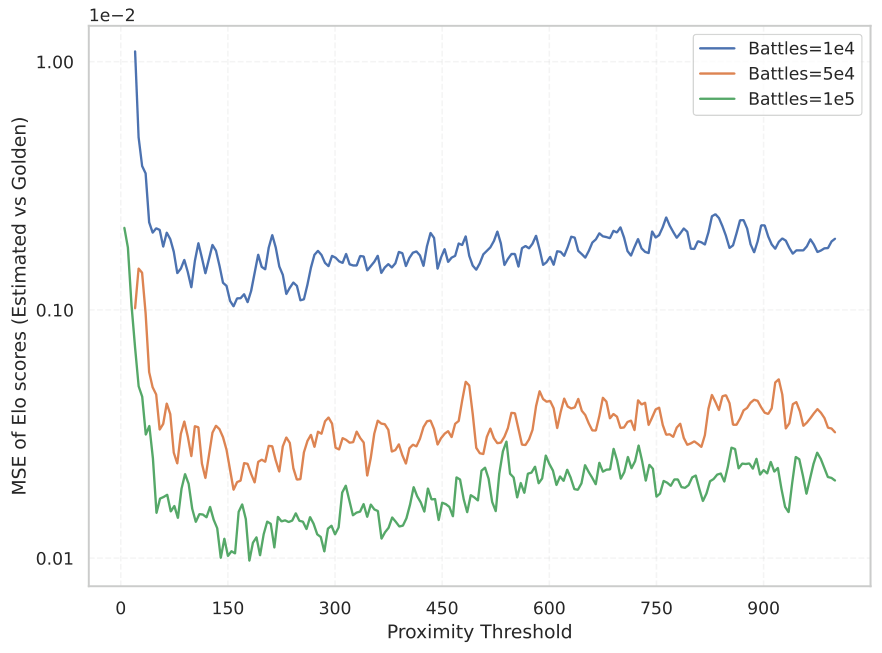 1e−2
1.00
0.10
0.01
MSE of Elo scores (Estimated vs Golden)
Battles=1e4
Battles=5e4
Battles=1e5
0 150 300 450 600 750 900
Proximity Threshold